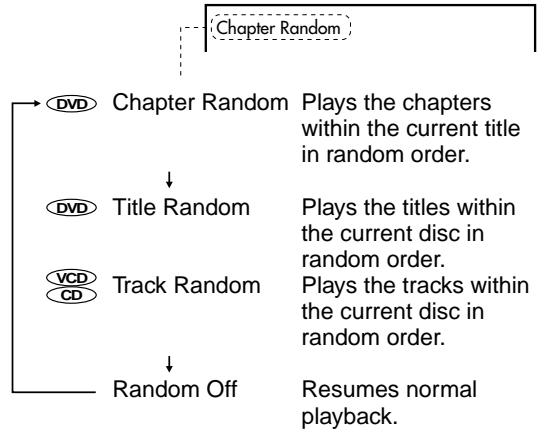 Chapter Random
DVD Chapter Random Plays the chapters
within the current title
in random order.
DVD Title Random Plays the titles within
the current disc in
random order.
VCD
CD
Track Random Plays the tracks within
the current disc in
random order.
Random Off Resumes normal
playback.